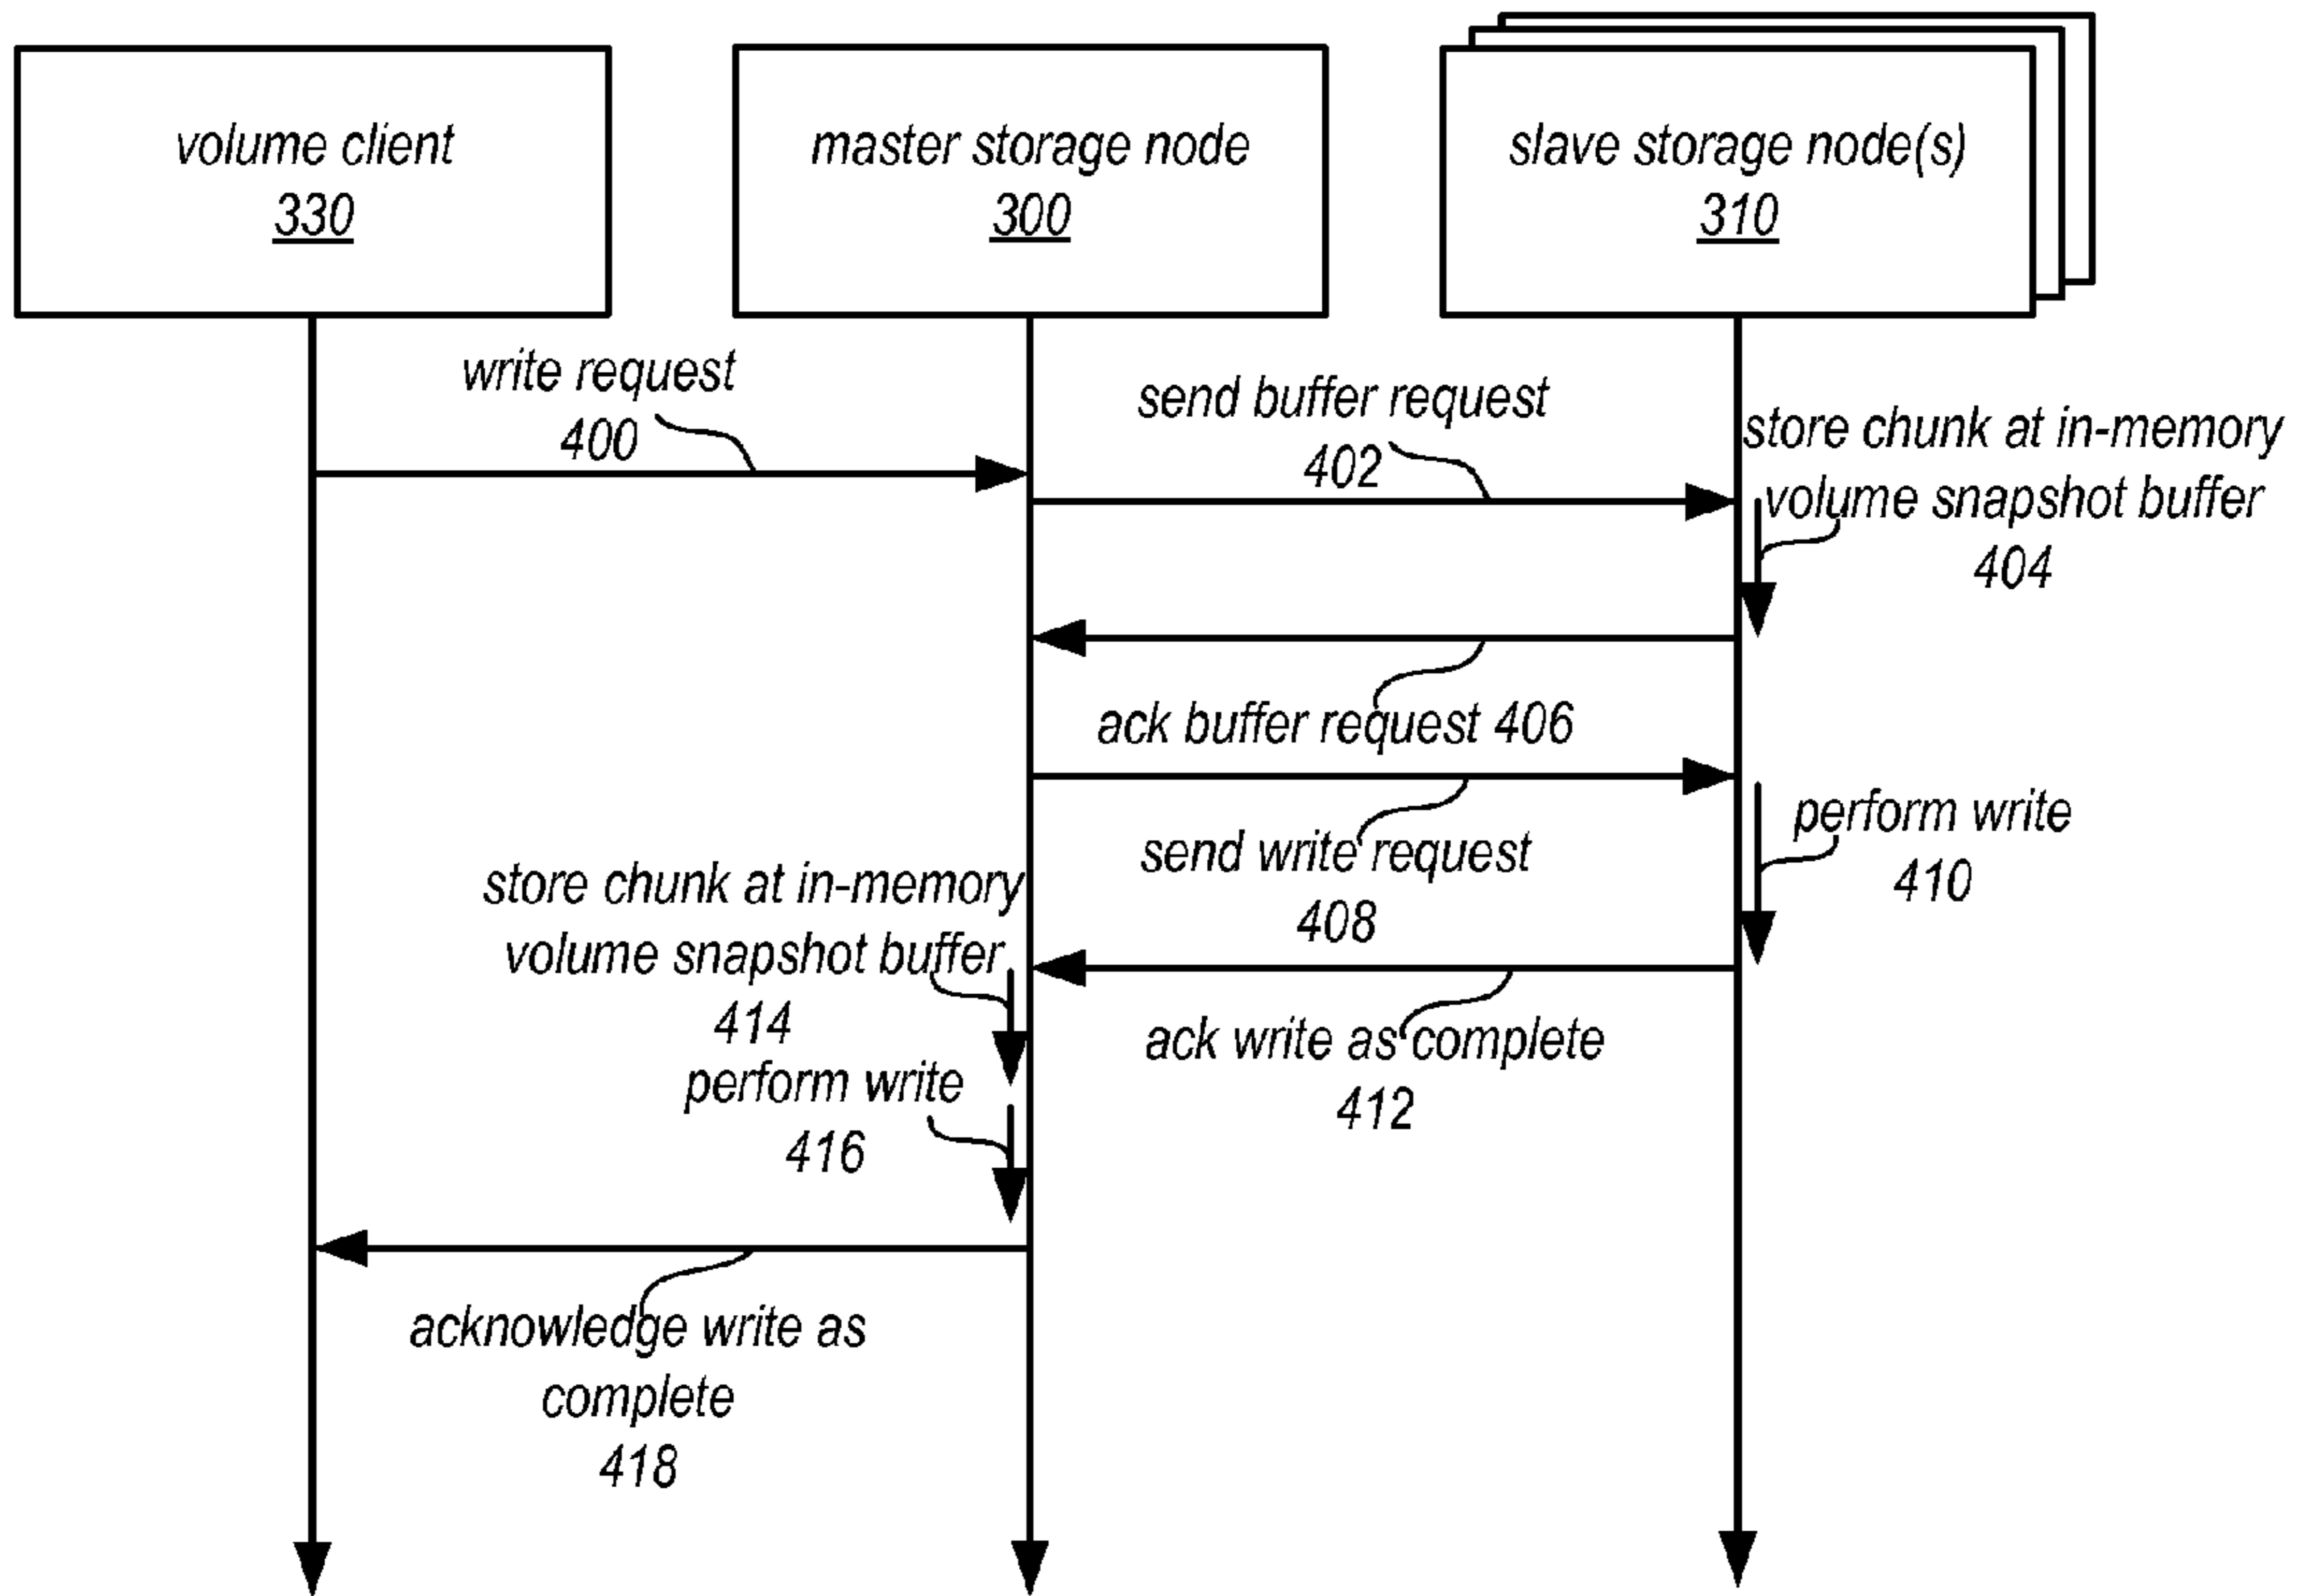 volume client
330
master storage node
300
slave storage node(s)
310
write request
400
send buffer request
402
store chunk at in-memory
volume snapshot buffer
404
ack buffer request 406
send write request
408
perform write
410
store chunk at in-memory
volume snapshot buffer
414
ack write as complete
412
perform write
416
acknowledge write as
complete
418